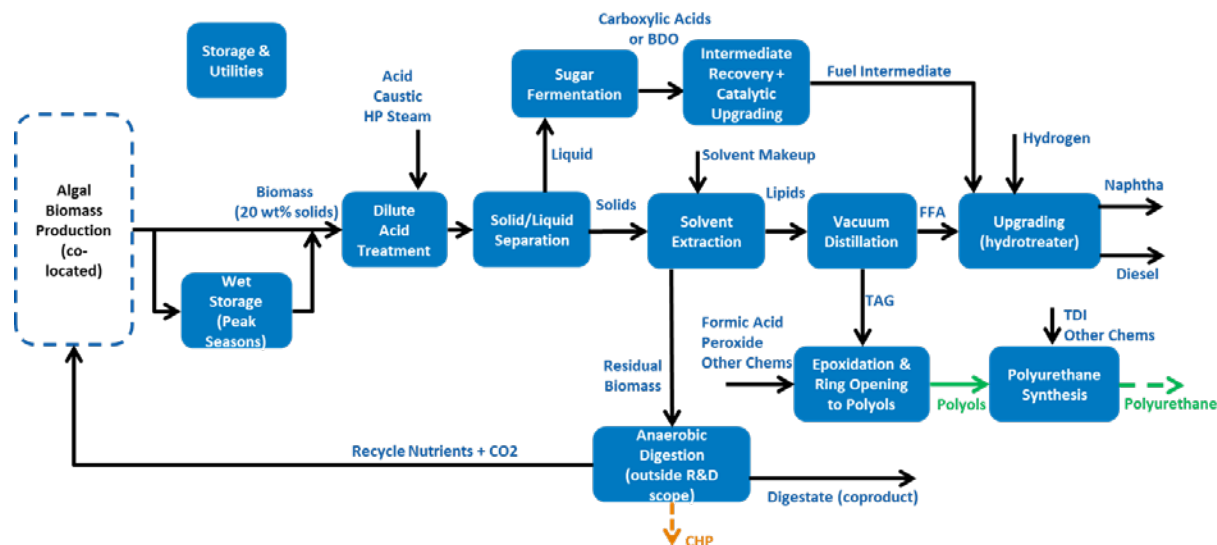 Storage &
Utilities
Carboxylic Acids
or BDO
Sugar
Fermentation
Intermediate
Recovery +
Catalytic
Upgrading
Fuel Intermediate
Acid
Caustic
HP Steam
Liquid
Solvent Makeup
Hydrogen
Algal
Biomass
Production
(co-
located)
Biomass
(20 wt% solids)
Dilute
Acid
Treatment
Solid/Liquid
Separation
Solids
Solvent
Extraction
Lipids
Vacuum
Distillation
FFA
Upgrading
(hydrotreater)
Naphtha
Diesel
Wet
Storage
(Peak
Seasons)
TAG
Formic Acid
Peroxide
Other Chems
TDI
Other Chems
Residual
Biomass
Epoxidation &
Ring Opening
to Polyols
Polyols
Polyurethane
Synthesis
Polyurethane
Recycle Nutrients + CO2
Anaerobic
Digestion
(outside R&D
scope)
Digestate (coproduct)
CHP